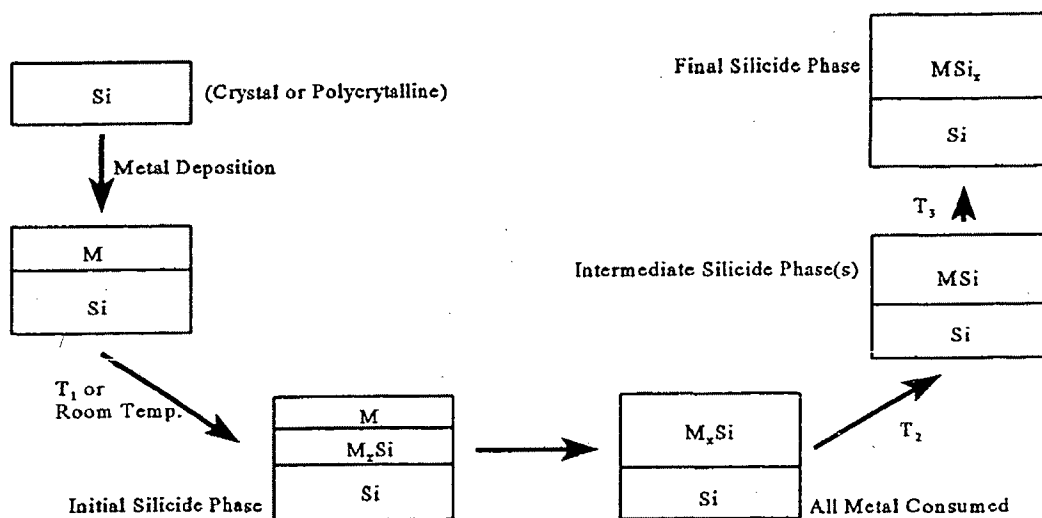 Si
(Crystal or Polycrytalline)
Metal Deposition
M
Si
T₁ or
Room Temp.
M
MₓSi
Si
Initial Silicide Phase
MₓSi
Si
All Metal Consumed
T₂
Intermediate Silicide Phase(s)
MSi
Si
T₃
Final Silicide Phase
MSiₓ
Si